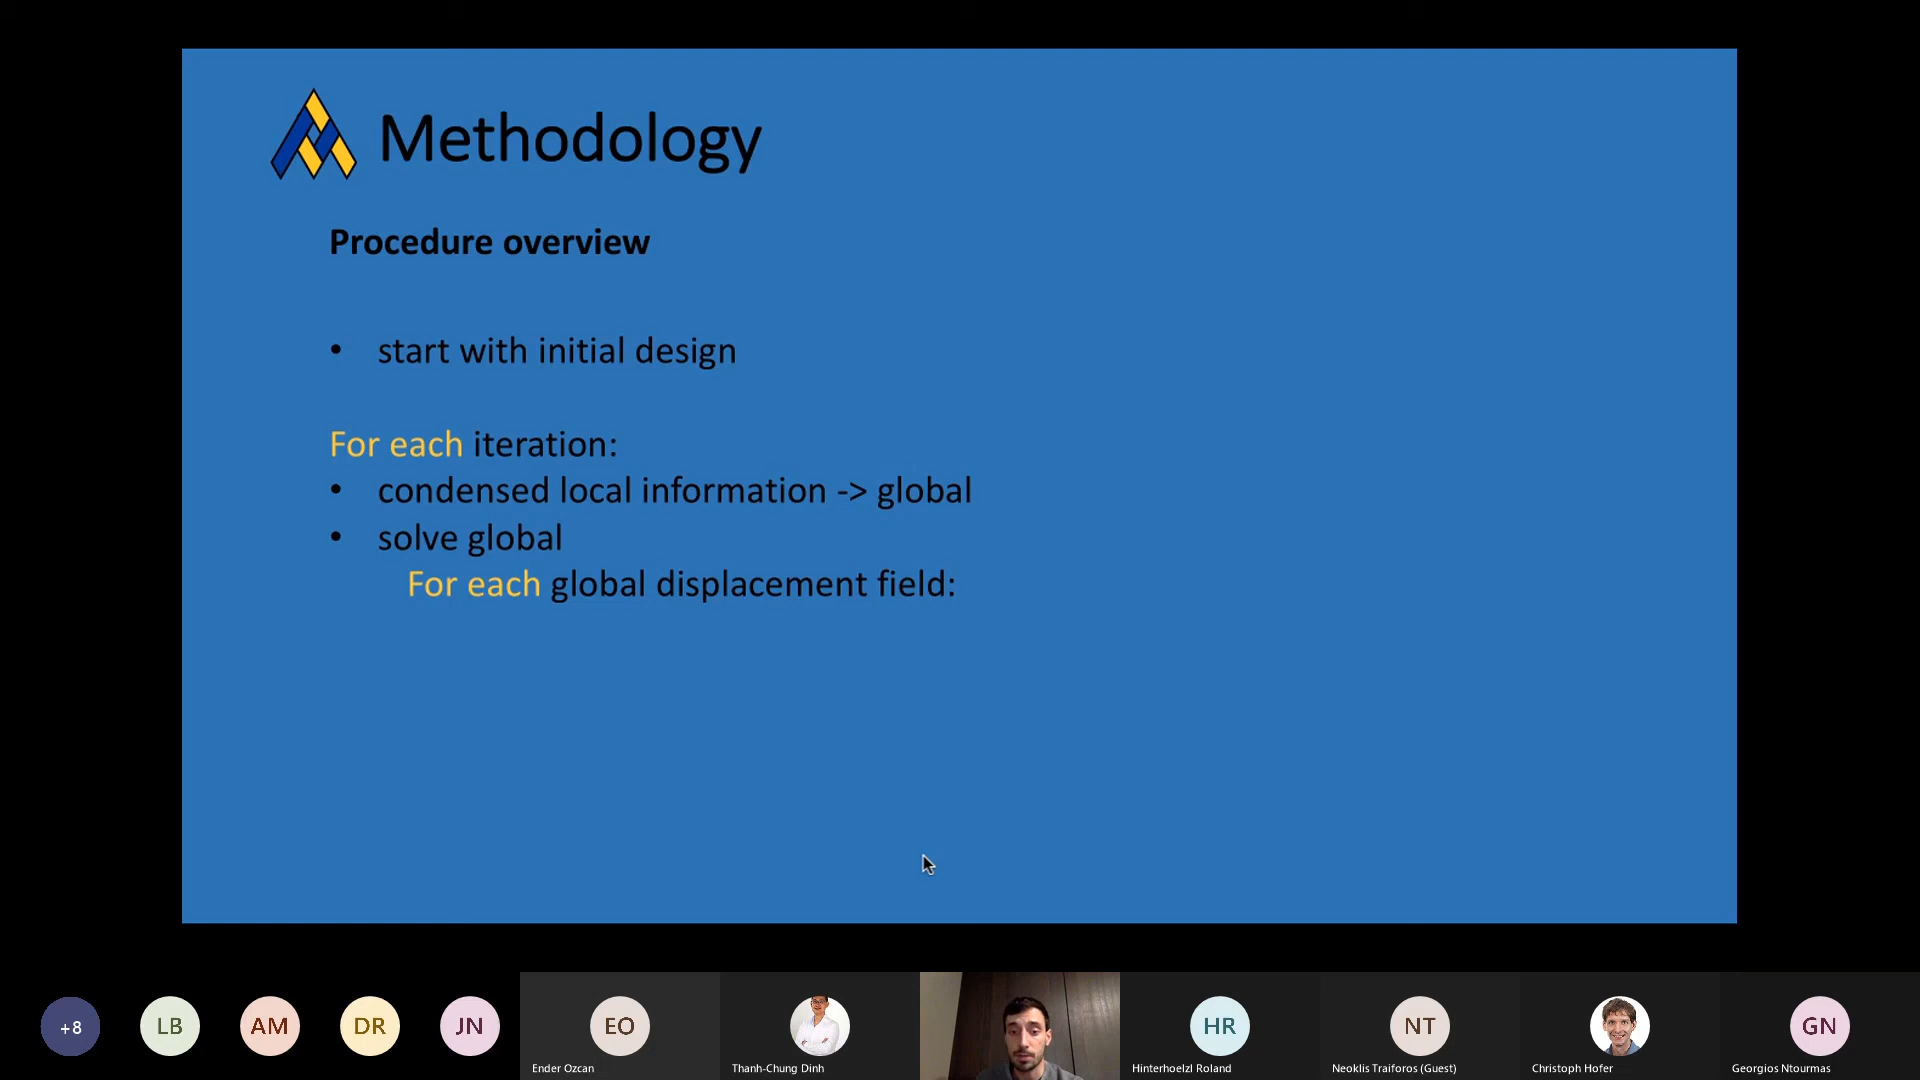 Methodology
Procedure overview
• start with initial design
For each iteration:
• condensed local information -> global
• solve global
For each global displacement field:
+8
LB
AM
DR
JN
EO
HR
NT
GN
Ender Ozcan
Thanh-Chung Dinh
Hinterhoelzl Roland
Neoklis Traiforos (Guest)
Christoph Hofer
Georgios Ntourmas